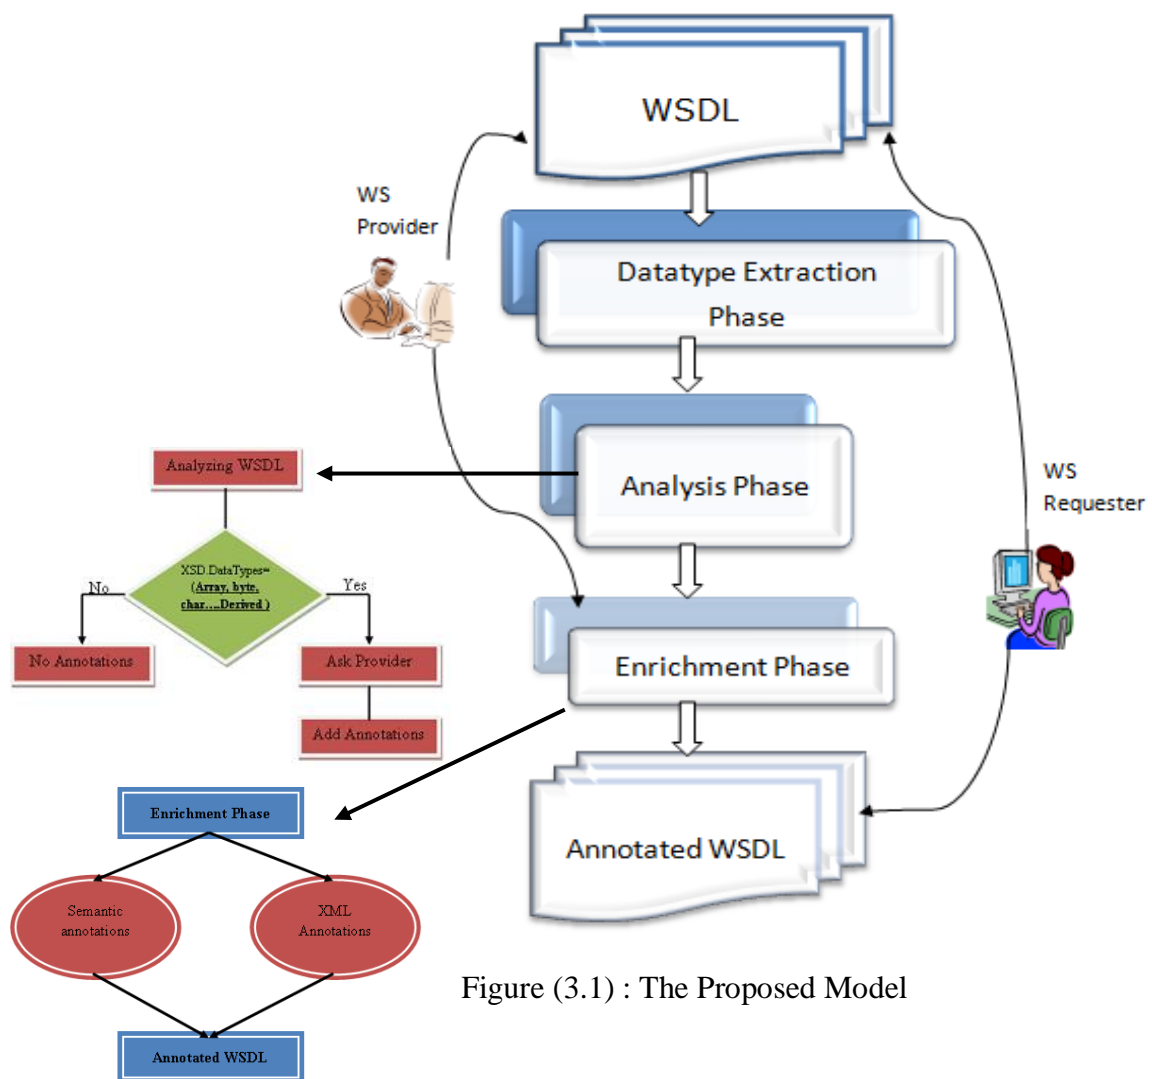 WSDL
WS
Provider
Datatype Extraction
Phase
Analyzing WSDL
Analysis Phase
WS
Requester
XSD.DataTypes=
(Array, byte,
char....Derived )
No
Yes
No Annotations
Ask Provider
Enrichment Phase
Add Annotations
Enrichment Phase
Annotated WSDL
Semantic
annotations
XML
Annotations
Figure (3.1) : The Proposed Model
Annotated WSDL